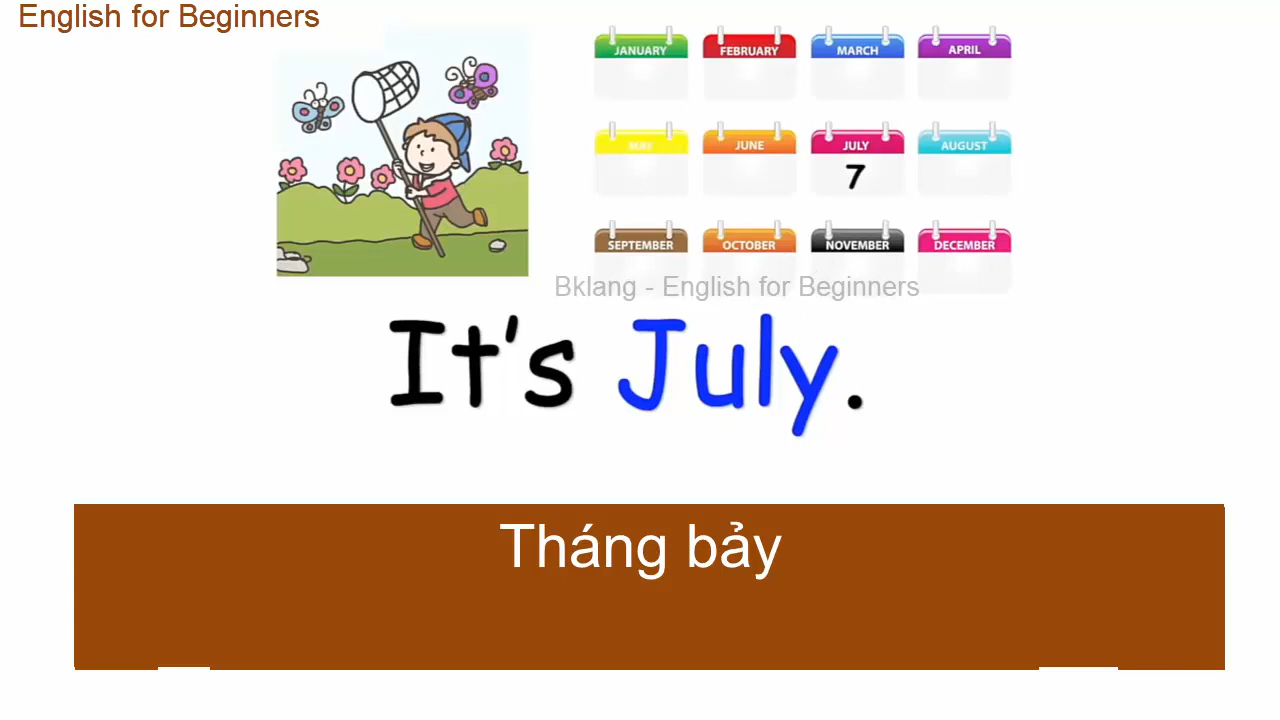 English for Beginners
JANUARY FEBRUARY MARCH APRIL
MAY JUNE JULY AUGUST
7
SEPTEMBER OCTOBER NOVEMBER DECEMBER
Bklang - English for Beginners
It's July.
Tháng bảy